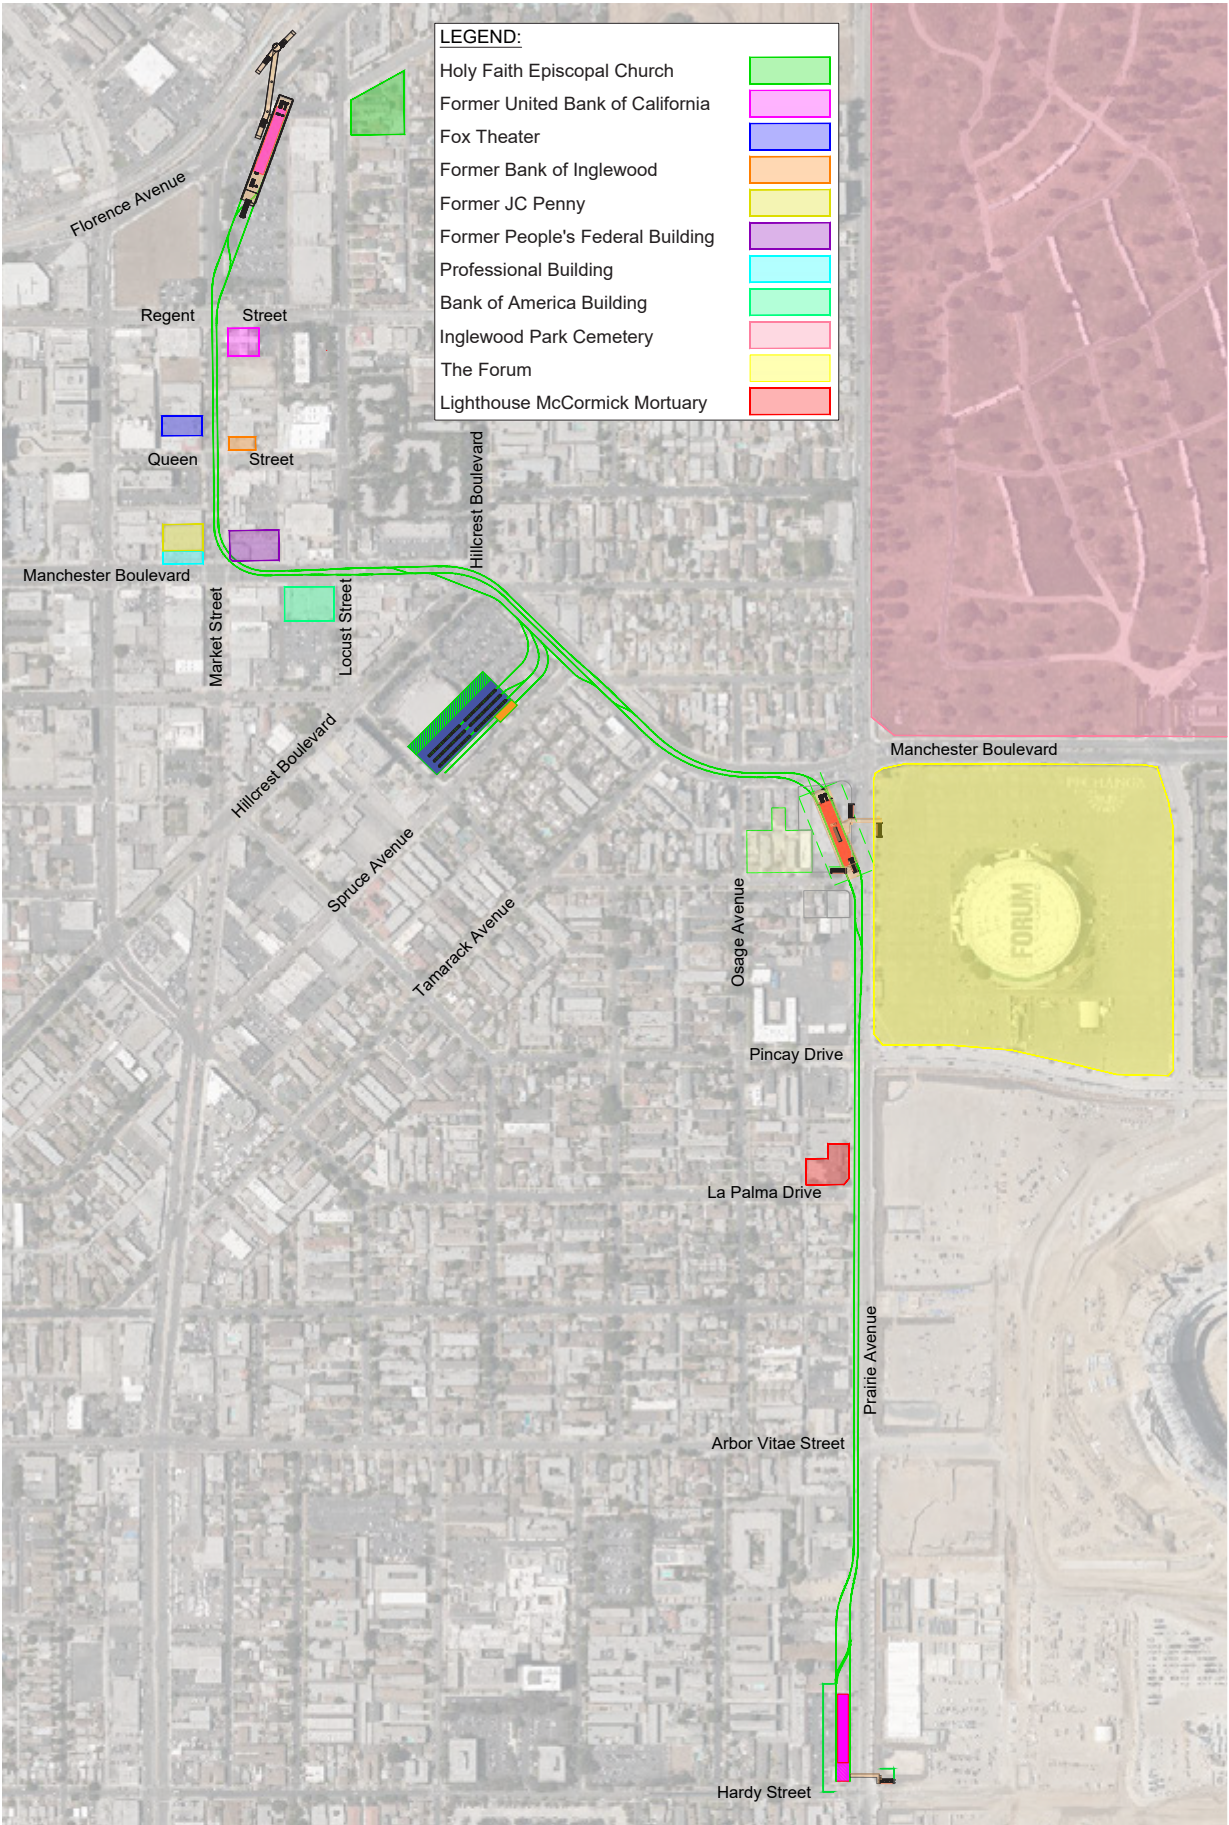 LEGEND:
Holy Faith Episcopal Church
Former United Bank of California
Fox Theater
Former Bank of Inglewood
Former JC Penny
Former People's Federal Building
Professional Building
Bank of America Building
Inglewood Park Cemetery
The Forum
Lighthouse McCormick Mortuary
Florence Avenue
Regent Street
Queen Street
Hillcrest Boulevard
Manchester Boulevard
Market Street
Locust Street
Hillcrest Boulevard
Manchester Boulevard
Spruce Avenue
Tamarack Avenue
Osage Avenue
FORUM
Pincay Drive
La Palma Drive
Prairie Avenue
Arbor Vitae Street
Hardy Street